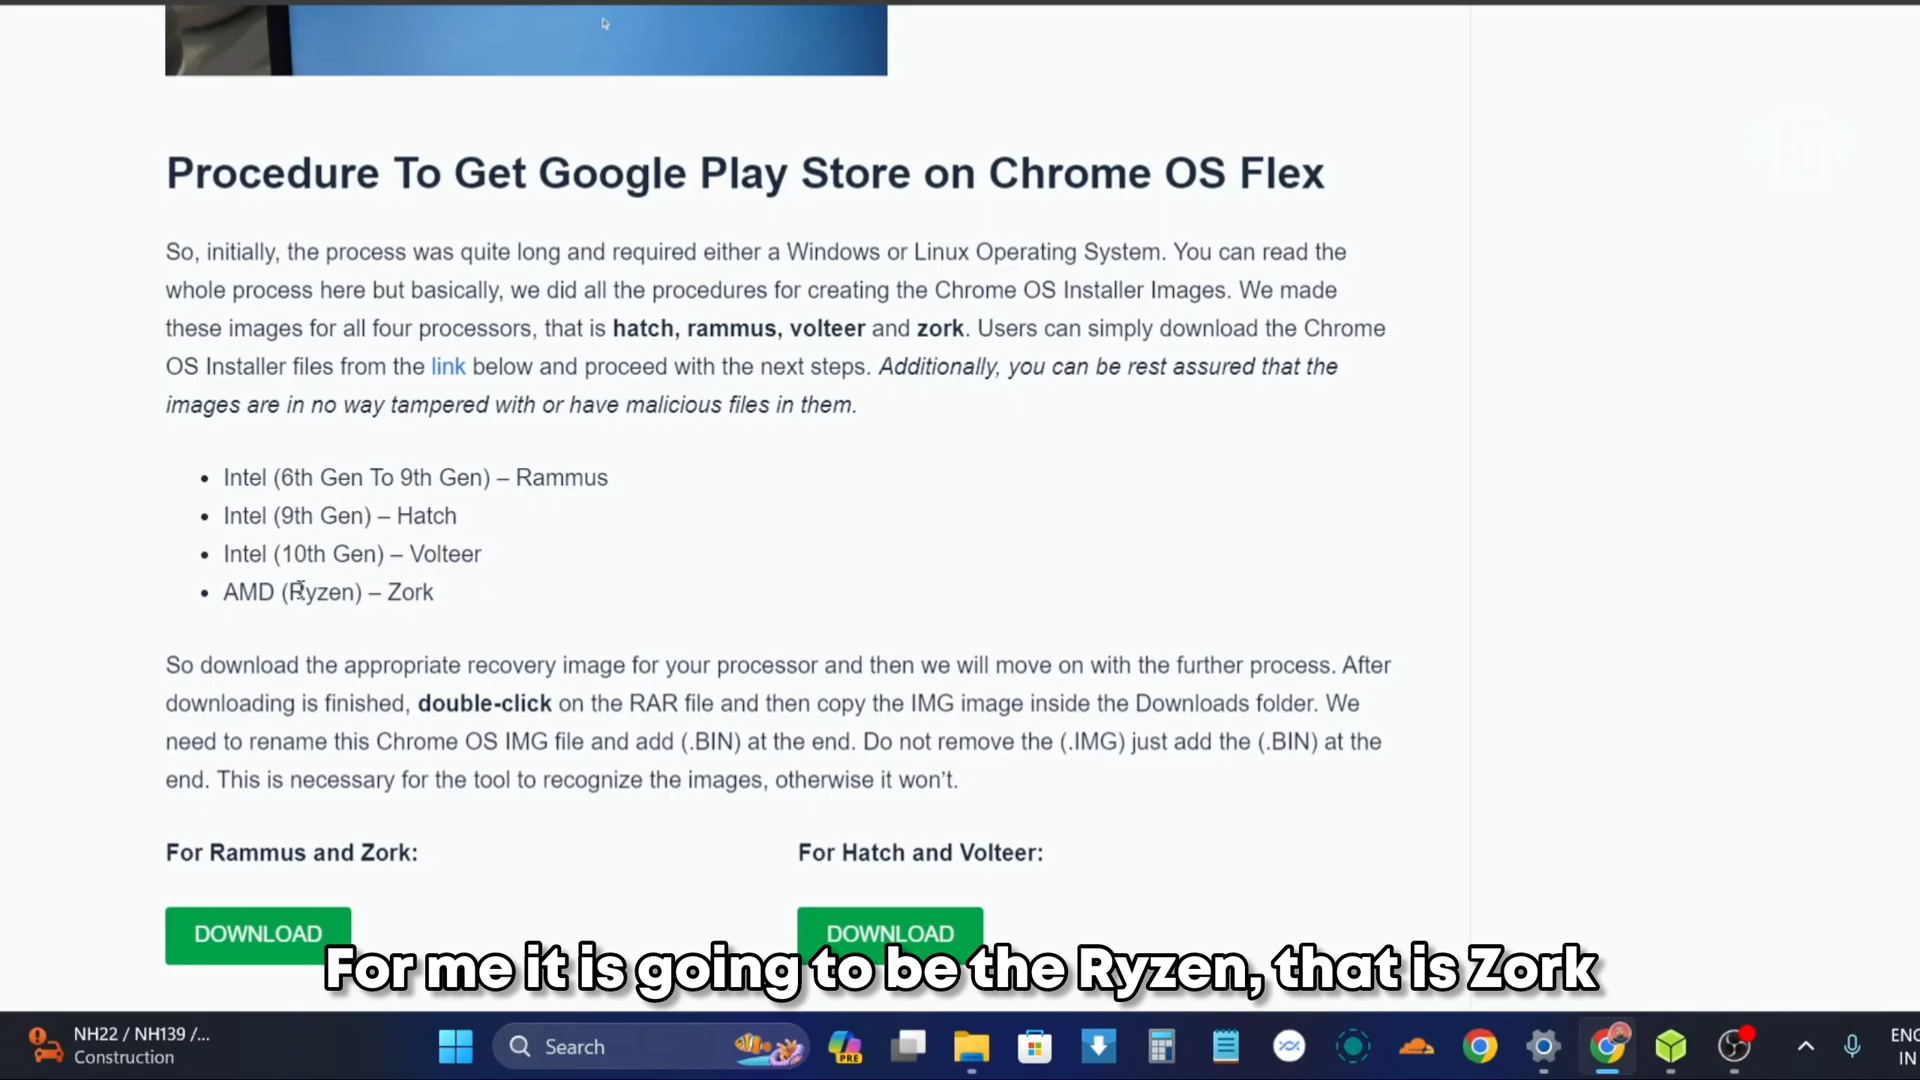 Procedure To Get Google Play Store on Chrome OS Flex
So, initially, the process was quite long and required either a Windows or Linux Operating System. You can read the
whole process here but basically, we did all the procedures for creating the Chrome OS Installer Images. We made
these images for all four processors, that is hatch, rammus, volteer and zork. Users can simply download the Chrome
OS Installer files from the link below and proceed with the next steps. Additionally, you can be rest assured that the
images are in no way tampered with or have malicious files in them.
• Intel (6th Gen To 9th Gen) – Rammus
• Intel (9th Gen) – Hatch
• Intel (10th Gen) – Volteer
• AMD (Ryzen) – Zork
So download the appropriate recovery image for your processor and then we will move on with the further process. After
downloading is finished, double-click on the RAR file and then copy the IMG image inside the Downloads folder. We
need to rename this Chrome OS IMG file and add (.BIN) at the end. Do not remove the (.IMG) just add the (.BIN) at the
end. This is necessary for the tool to recognize the images, otherwise it won't.
For Rammus and Zork:
For Hatch and Volteer:
DOWNLOAD
DOWNLOAD
For me it is going to be the Ryzen, that is Zork
NH22 / NH139 /...
Construction
Search
PRE
ENG
IN